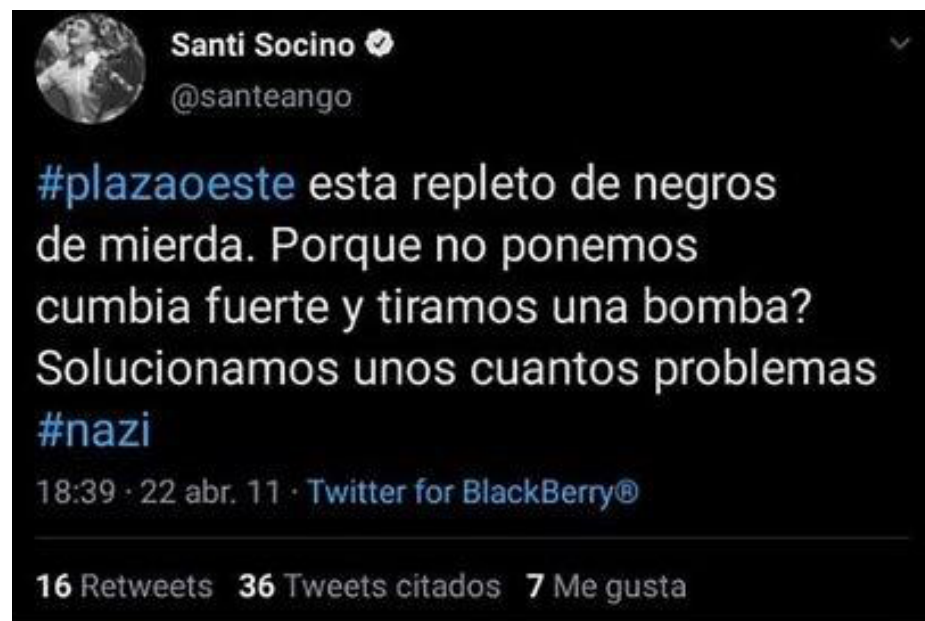 Santi Socino
@santeango
#plazaoeste esta repleto de negros
de mierda. Porque no ponemos
cumbia fuerte y tiramos una bomba?
Solucionamos unos cuantos problemas
#nazi
18:39 · 22 abr. 11 · Twitter for BlackBerry®
16 Retweets 36 Tweets citados 7 Me gusta